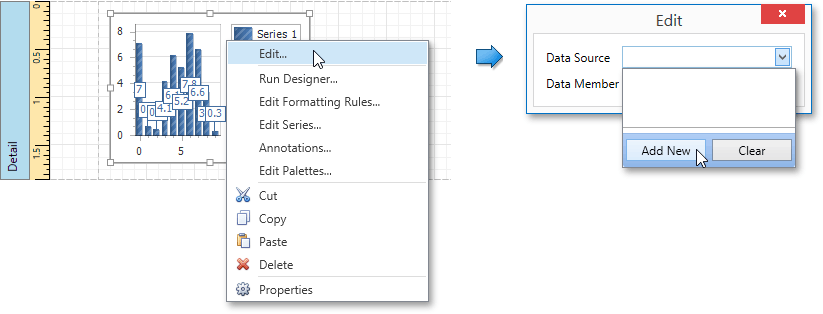 0
0.5
1
1.5
Detail
8
6
4
2
0
0
5
7
0
0
4.1
6.
5.2
7.8
6.6
3
0.3
Series 1
Edit...
Run Designer...
Edit Formatting Rules...
Edit Series...
Annotations...
Edit Palettes...
Cut
Copy
Paste
Delete
Properties
Edit
Data Source
Data Member
Add New
Clear